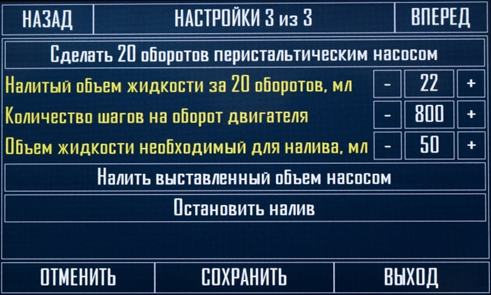 НАЗАД НАСТРОЙКИ 3 из 3 ВПЕРЕД
Сделать 20 оборотов перистальтическим насосом
Налитый объем жидкости за 20 оборотов, мл - 22 +
Количество шагов на оборот двигателя - 800 +
Объем жидкости необходимый для налива, мл - 50 +
Налить выставленный объем насосом
Остановить налив
ОТМЕНИТЬ СОХРАНИТЬ ВЫХОД